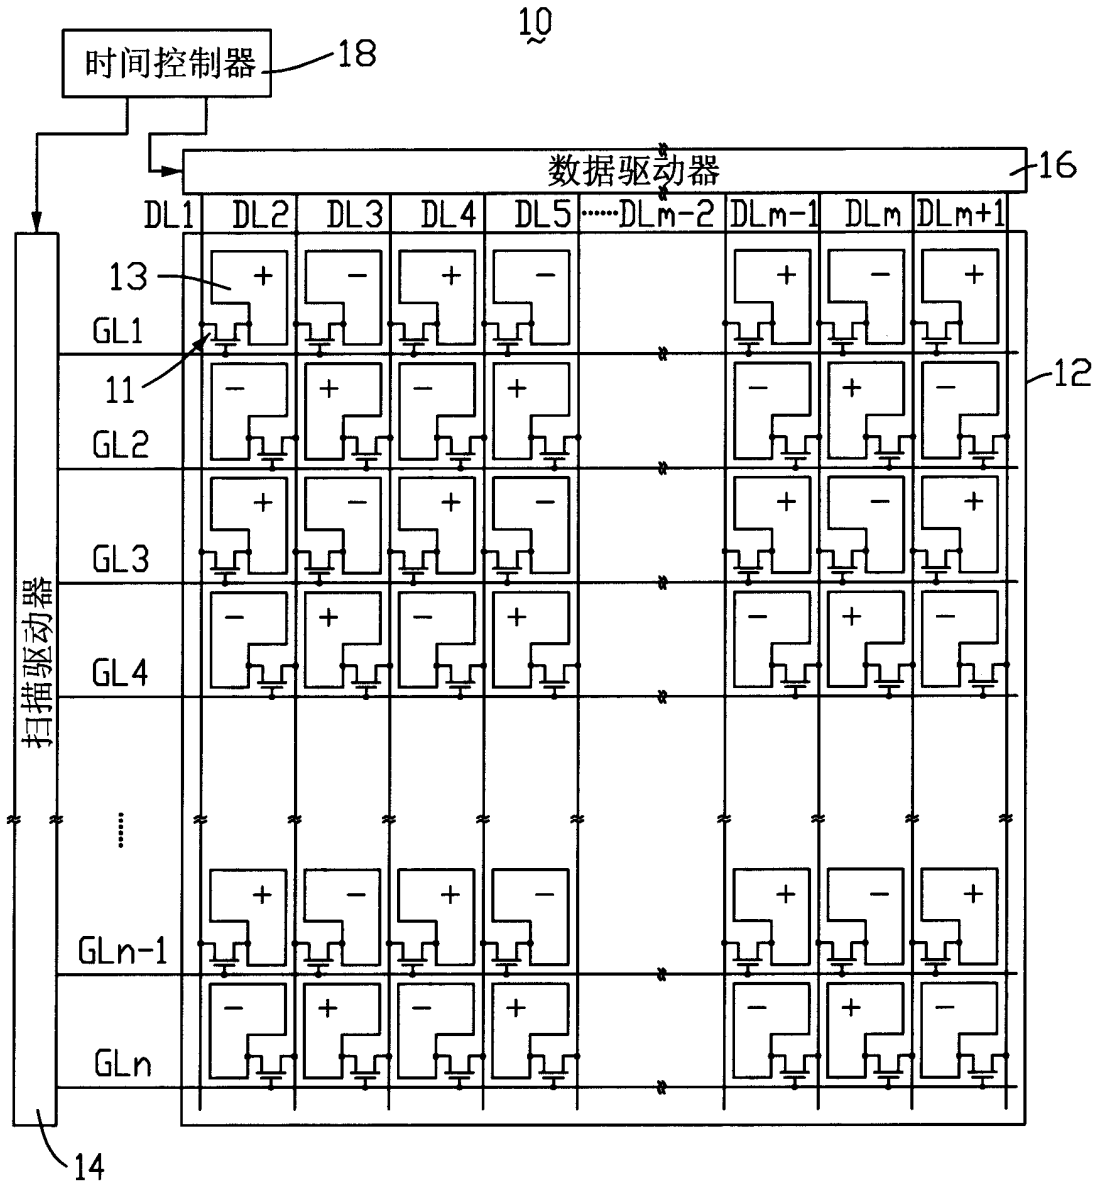 10
时间控制器 18
数据驱动器 16
DL1 DL2 DL3 DL4 DL5 ······ DLm-2 DLm-1 DLm DLm+1
13 + − + − + − +
GL1
11 − + − + − + − 12
GL2
+ − + − + − +
GL3
− + − + − + −
GL4
扫描驱动器
······
+ − + − + − +
GLn-1
− + − + − + −
GLn
14